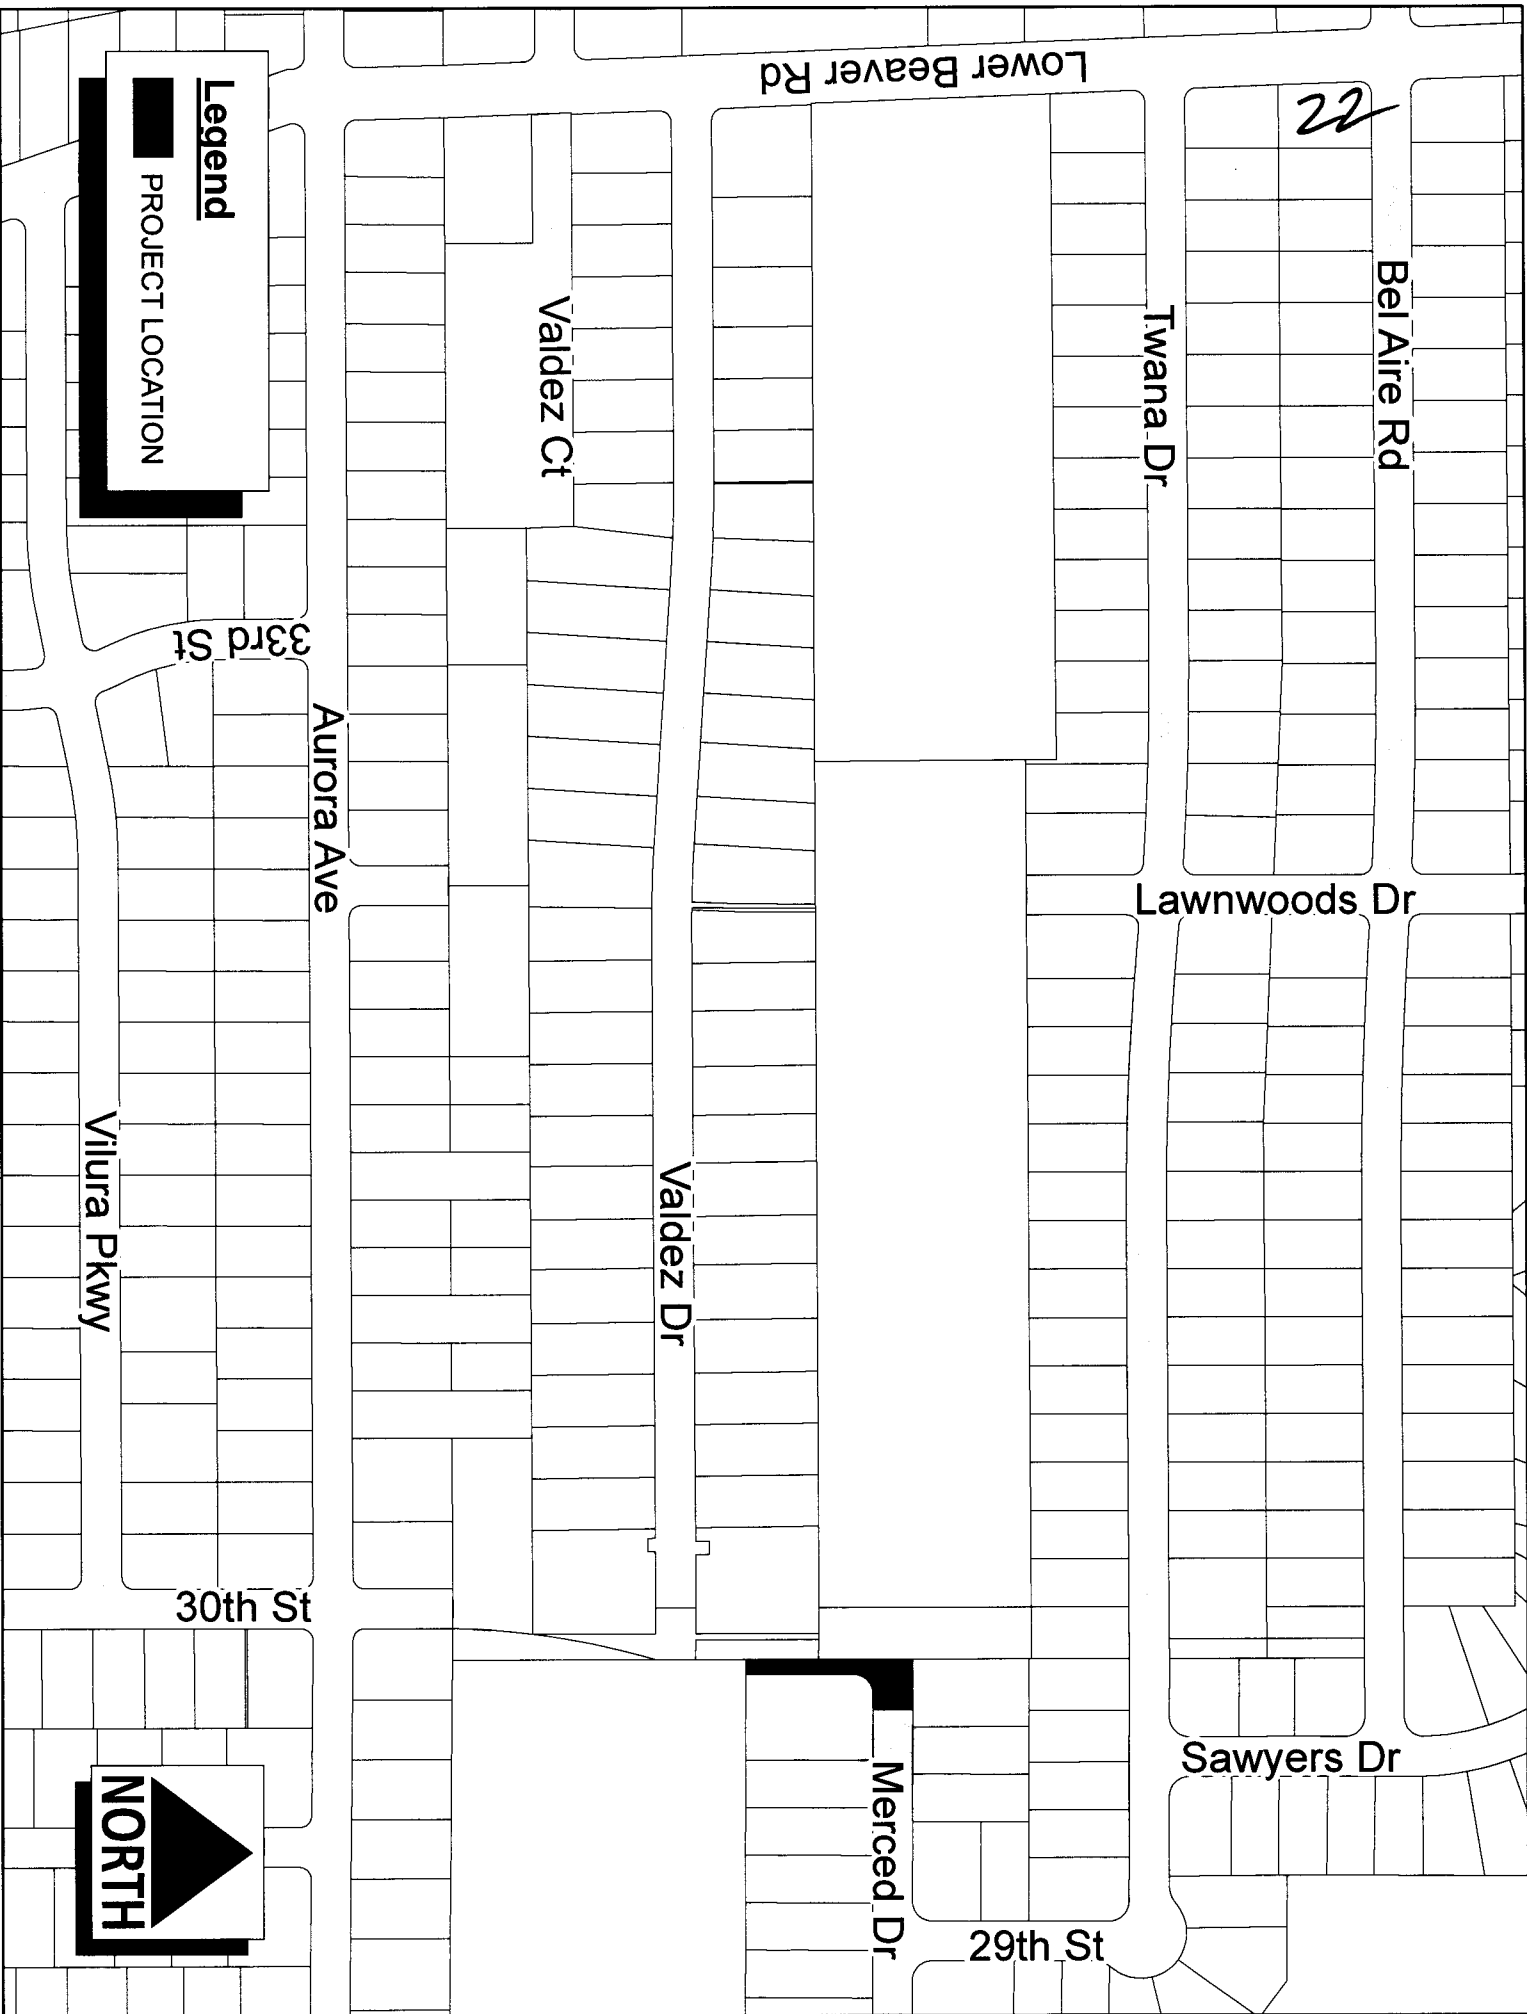 22
Lower Beaver Rd
Bel Aire Rd
Twana Dr
Lawnwoods Dr
Sawyers Dr
29th St
Merced Dr
Valdez Dr
Valdez Ct
33rd St
Aurora Ave
30th St
Vilura Pkwy
Legend
PROJECT LOCATION
NORTH